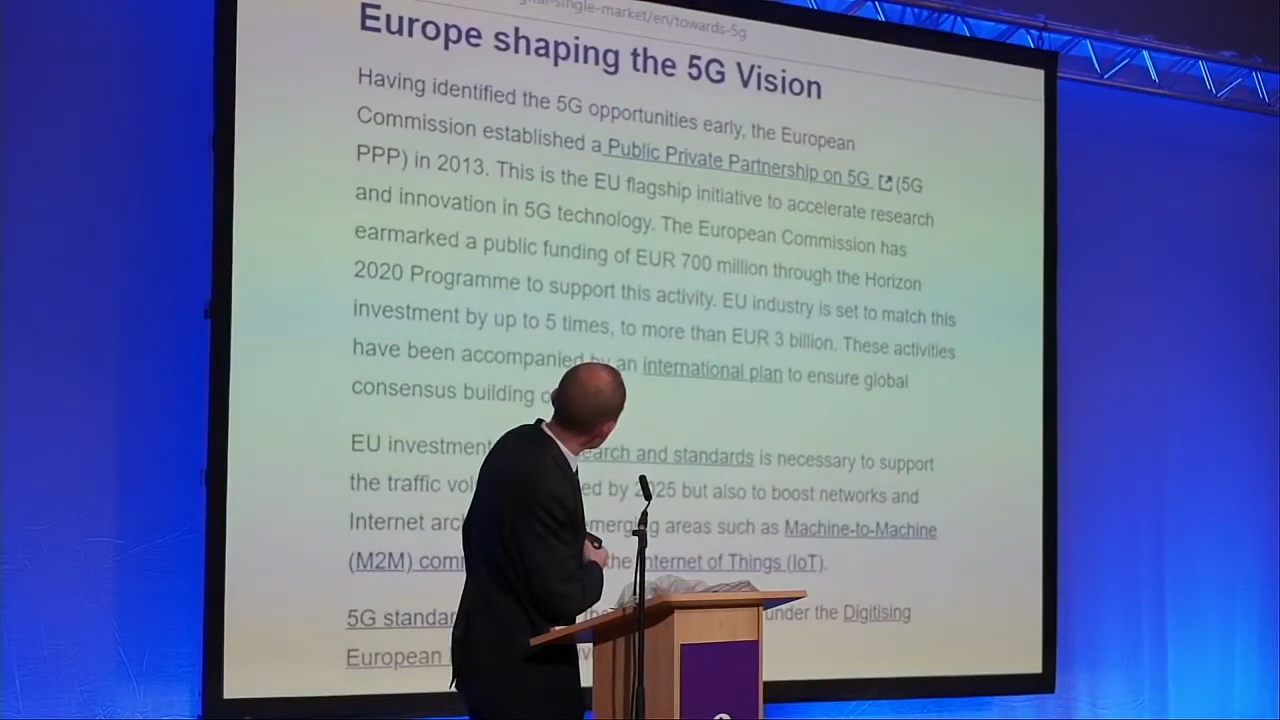 -single-market/en/towards-5g
Europe shaping the 5G Vision
Having identified the 5G opportunities early, the European
Commission established a Public Private Partnership on 5G (5G
PPP) in 2013. This is the EU flagship initiative to accelerate research
and innovation in 5G technology. The European Commission has
earmarked a public funding of EUR 700 million through the Horizon
2020 Programme to support this activity. EU industry is set to match this
investment by up to 5 times, to more than EUR 3 billion. These activities
have been accompanied by an international plan to ensure global
consensus building
EU investment and standards is necessary to support
the traffic by 2025 but also to boost networks and
Internet emerging areas such as Machine-to-Machine
(M2M) the Internet of Things (IoT).
5G under the Digitising
European